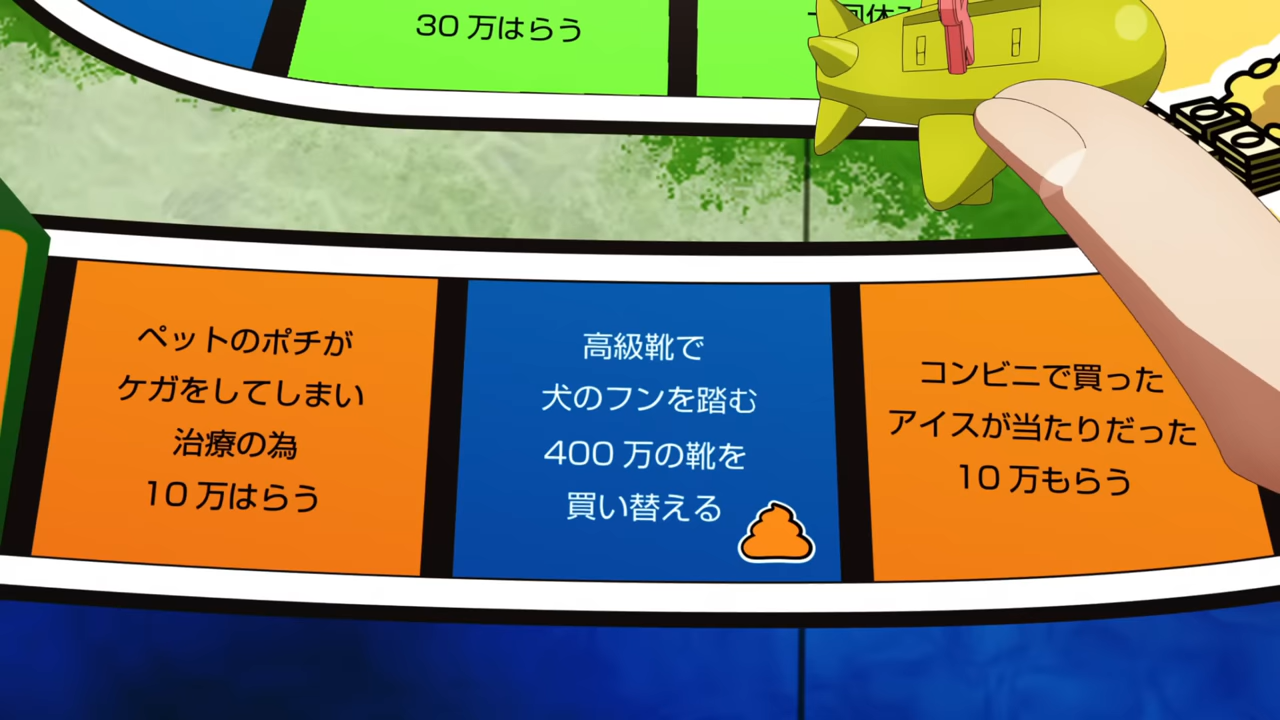 30万はらう
一回休み
ペットのポチが
ケガをしてしまい
治療の為
10万はらう
高級靴で
犬のフンを踏む
400万の靴を
買い替える
コンビニで買った
アイスが当たりだった
10万もらう